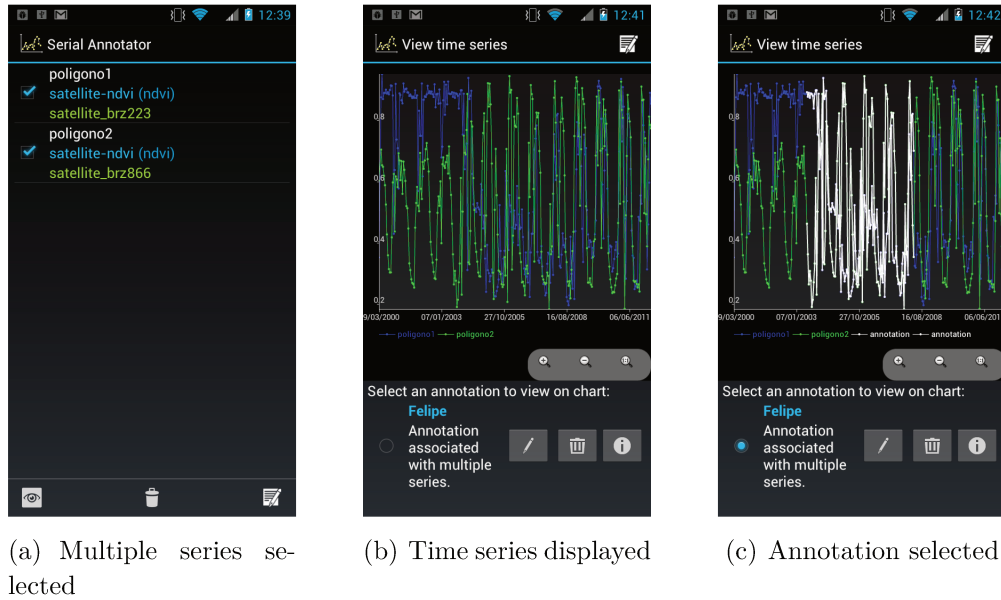 12:39
Serial Annotator
poligono1
satellite-ndvi (ndvi)
satellite_brz223
poligono2
satellite-ndvi (ndvi)
satellite_brz866
(a) Multiple series se-
lected
12:41
View time series
0,8
0,6
0,4
0,2
9/03/2000 07/01/2003 27/10/2005 16/08/2008 06/06/2011
poligono1 poligono2
Select an annotation to view on chart:
Felipe
Annotation
associated
with multiple
series.
(b) Time series displayed
12:42
View time series
0,8
0,6
0,4
0,2
9/03/2000 07/01/2003 27/10/2005 16/08/2008 06/06/201
poligono1 poligono2 annotation annotation
Select an annotation to view on chart:
Felipe
Annotation
associated
with multiple
series.
(c) Annotation selected